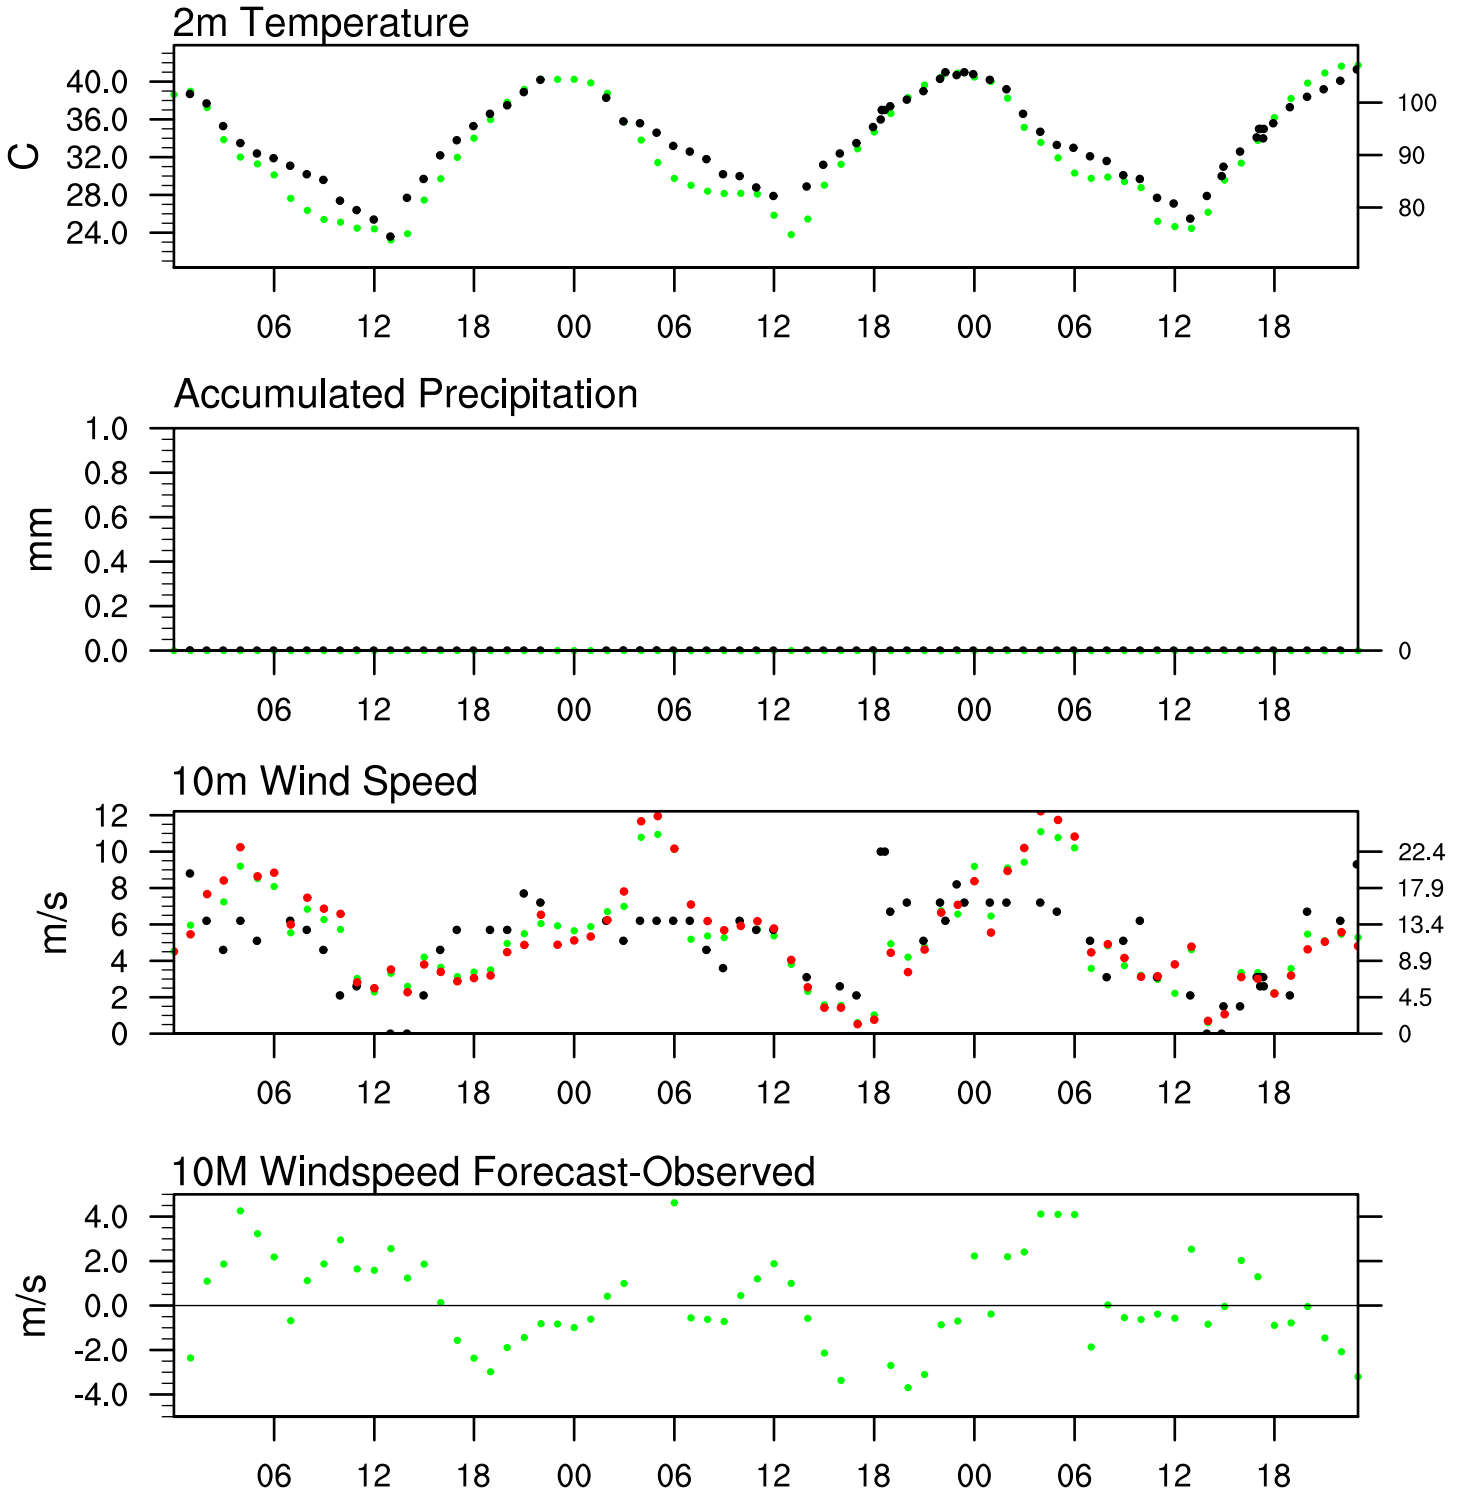 2m Temperature
40.0
36.0
32.0
28.0
24.0
C
100
90
80
06 12 18 00 06 12 18 00 06 12 18
Accumulated Precipitation
1.0
0.8
0.6
0.4
0.2
0.0
mm
0
06 12 18 00 06 12 18 00 06 12 18
10m Wind Speed
12
10
8
6
4
2
0
m/s
22.4
17.9
13.4
8.9
4.5
0
06 12 18 00 06 12 18 00 06 12 18
10M Windspeed Forecast-Observed
4.0
2.0
0.0
-2.0
-4.0
m/s
06 12 18 00 06 12 18 00 06 12 18